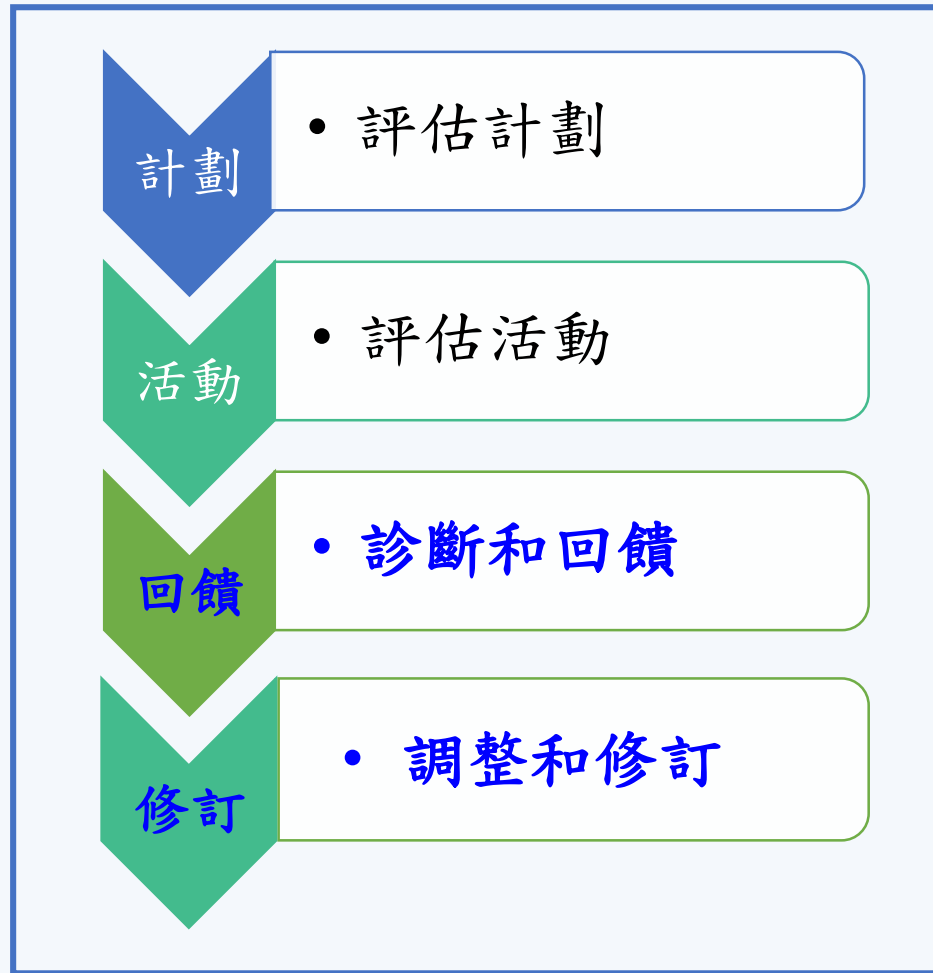 計劃
• 評估計劃
活動
• 評估活動
回饋
• 診斷和回饋
修訂
• 調整和修訂